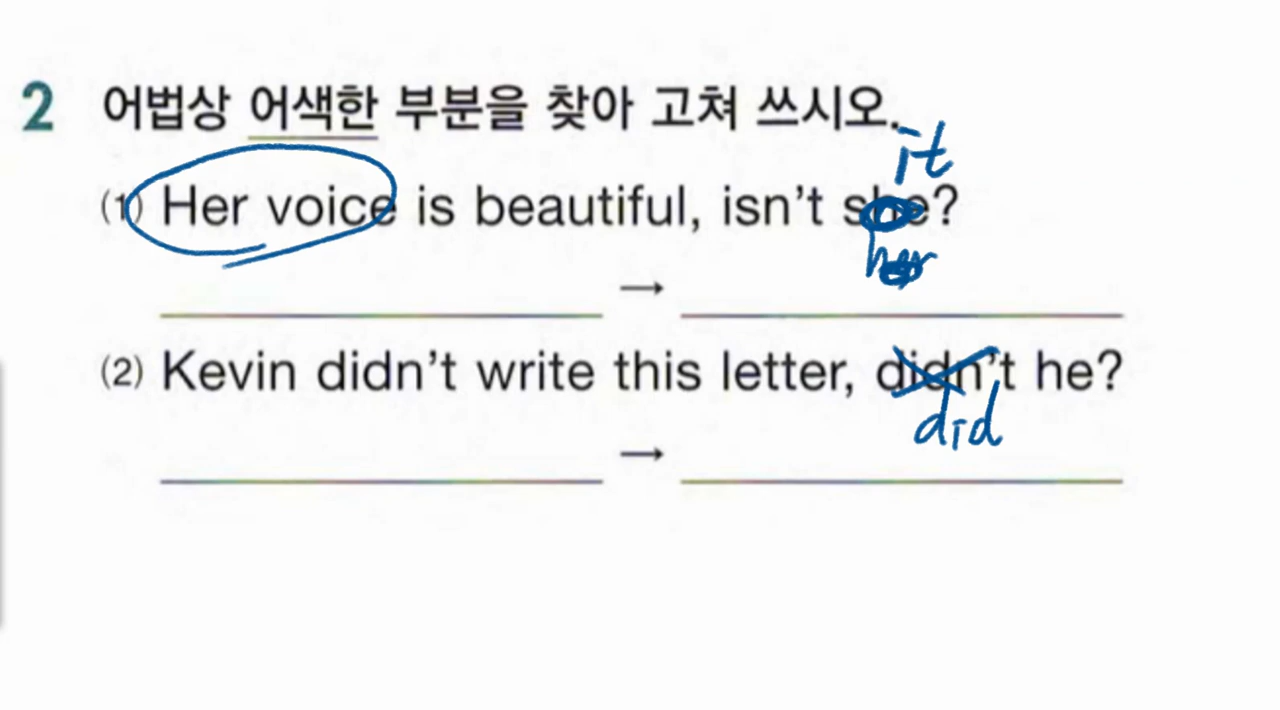 2 어법상 어색한 부분을 찾아 고쳐 쓰시오.
it
(1) Her voice is beautiful, isn't she?
her
→
(2) Kevin didn't write this letter, didn't he?
did
→